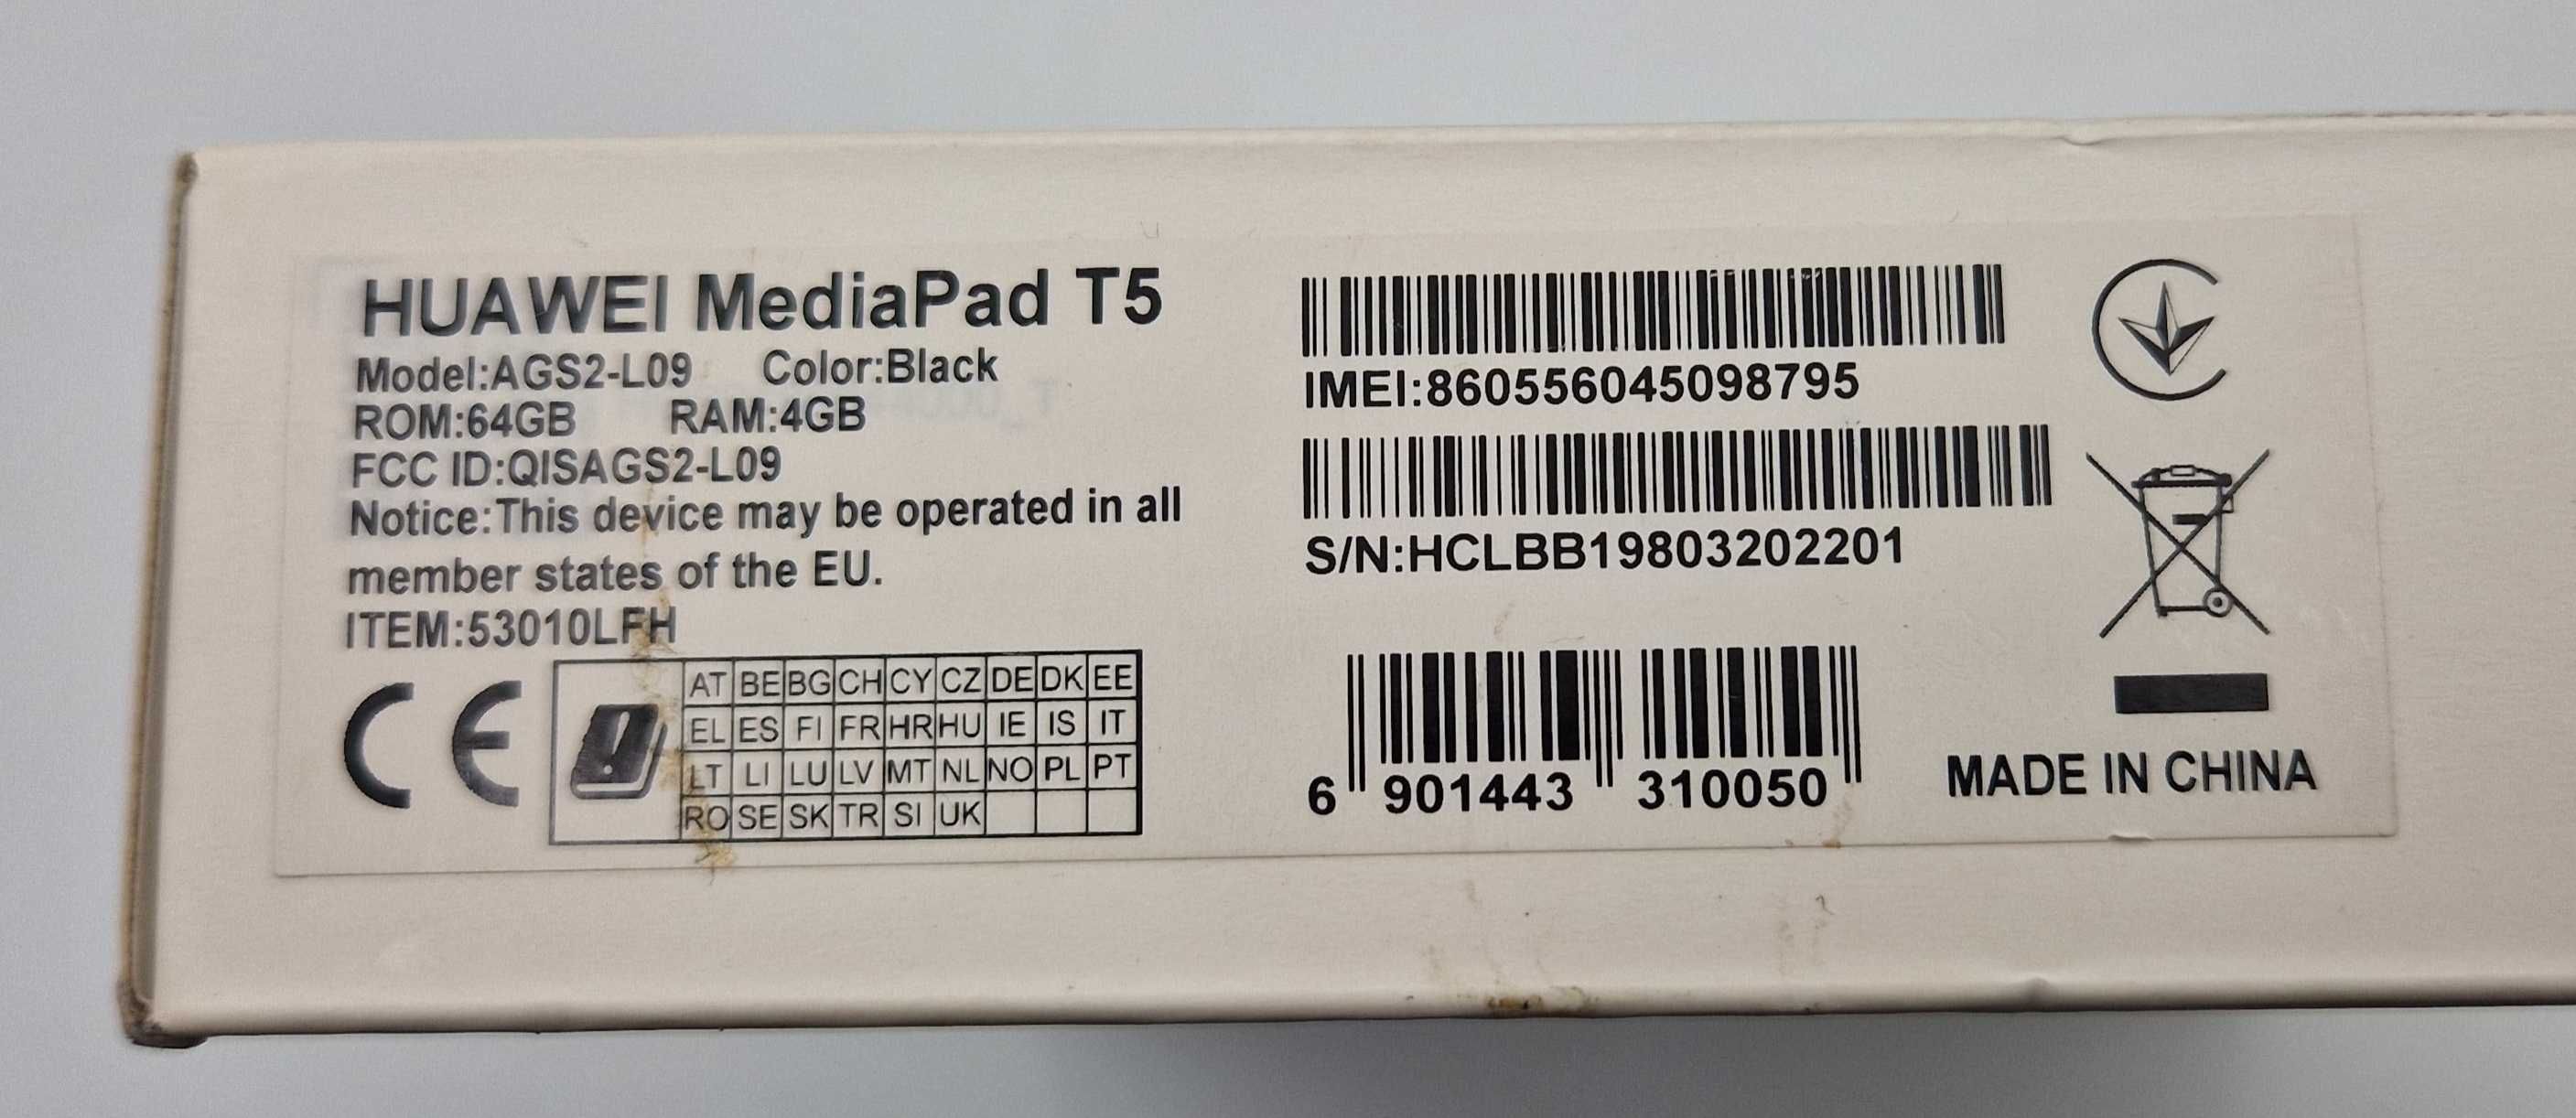 HUAWEI MediaPad T5
Model:AGS2-L09 Color:Black
ROM:64GB RAM:4GB
FCC ID:QISAGS2-L09
Notice:This device may be operated in all
member states of the EU.
ITEM:53010LFH
CE
AT BE BG CH CY CZ DE DK EE
EL ES FI FR HR HU IE IS IT
LT LI LU LV MT NL NO PL PT
RO SE SK TR SI UK
IMEI:860556045098795
S/N:HCLBB19803202201
6 901443 310050
MADE IN CHINA